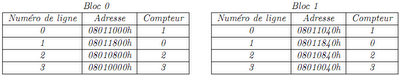 Bloc 0 Bloc 1
Numéro de ligne Adresse Compteur Numéro de ligne Adresse Compteur
0 08011000h 1 0 08011040h 1
1 08011800h 0 1 08011840h 0
2 08010800h 2 2 08010840h 2
3 08010000h 3 3 08010040h 3